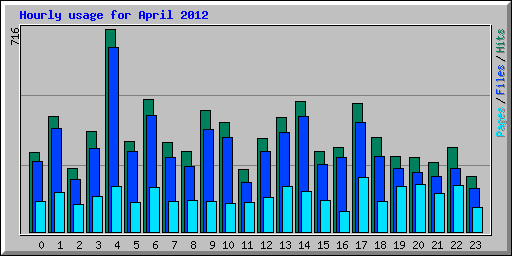 Hourly usage for April 2012
716
Pages / Files / Hits
0 1 2 3 4 5 6 7 8 9 10 11 12 13 14 15 16 17 18 19 20 21 22 23